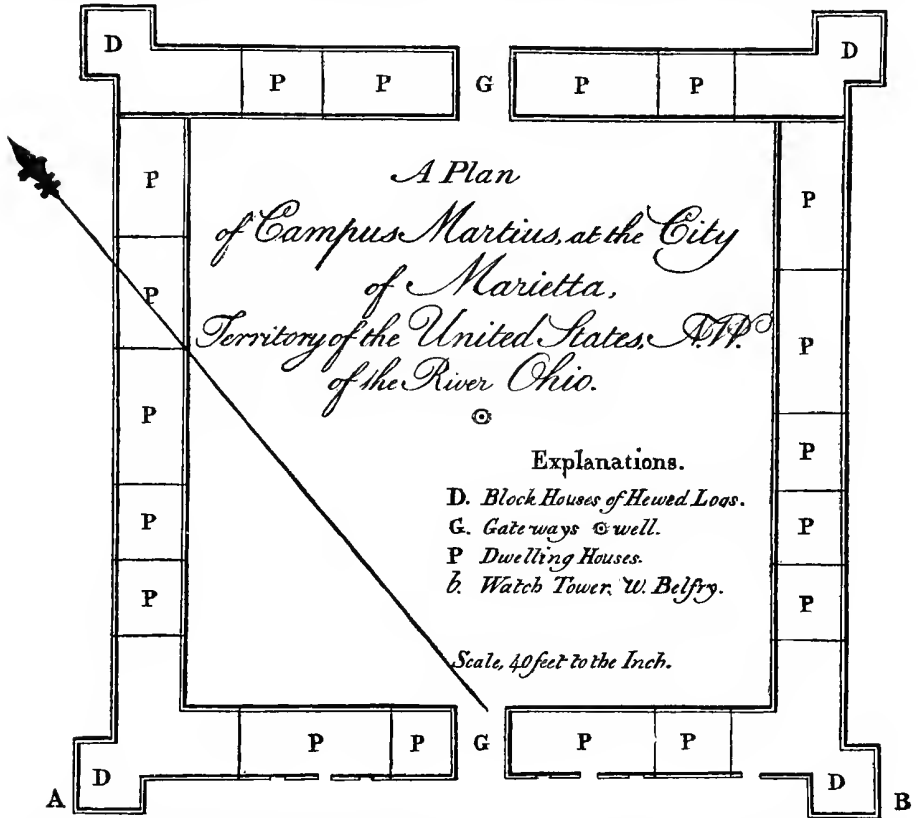 D
D
P
P
G
P
P
P
P
A Plan
of Campus Martius, at the City
of Marietta,
Territory of the United States, N.W.
of the River Ohio.
P
P
P
P
Explanations.
P
D. Block Houses of Hewed Logs.
G. Gateways ⊙ well.
P Dwelling Houses.
b. Watch Tower, W. Belfry.
P
P
P
P
Scale, 40 feet to the Inch.
P
P
G
P
P
D
D
A
B